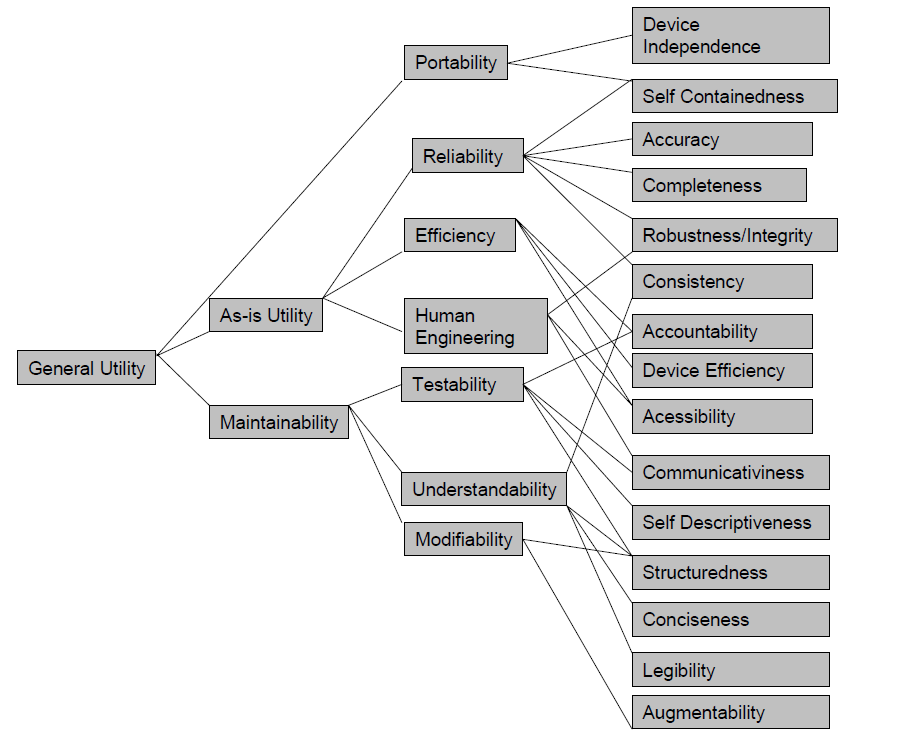 General Utility
As-is Utility
Maintainability
Portability
Reliability
Efficiency
Human
Engineering
Testability
Understandability
Modifiability
Device
Independence
Self Containedness
Accuracy
Completeness
Robustness/Integrity
Consistency
Accountability
Device Efficiency
Acessibility
Communicativiness
Self Descriptiveness
Structuredness
Conciseness
Legibility
Augmentability